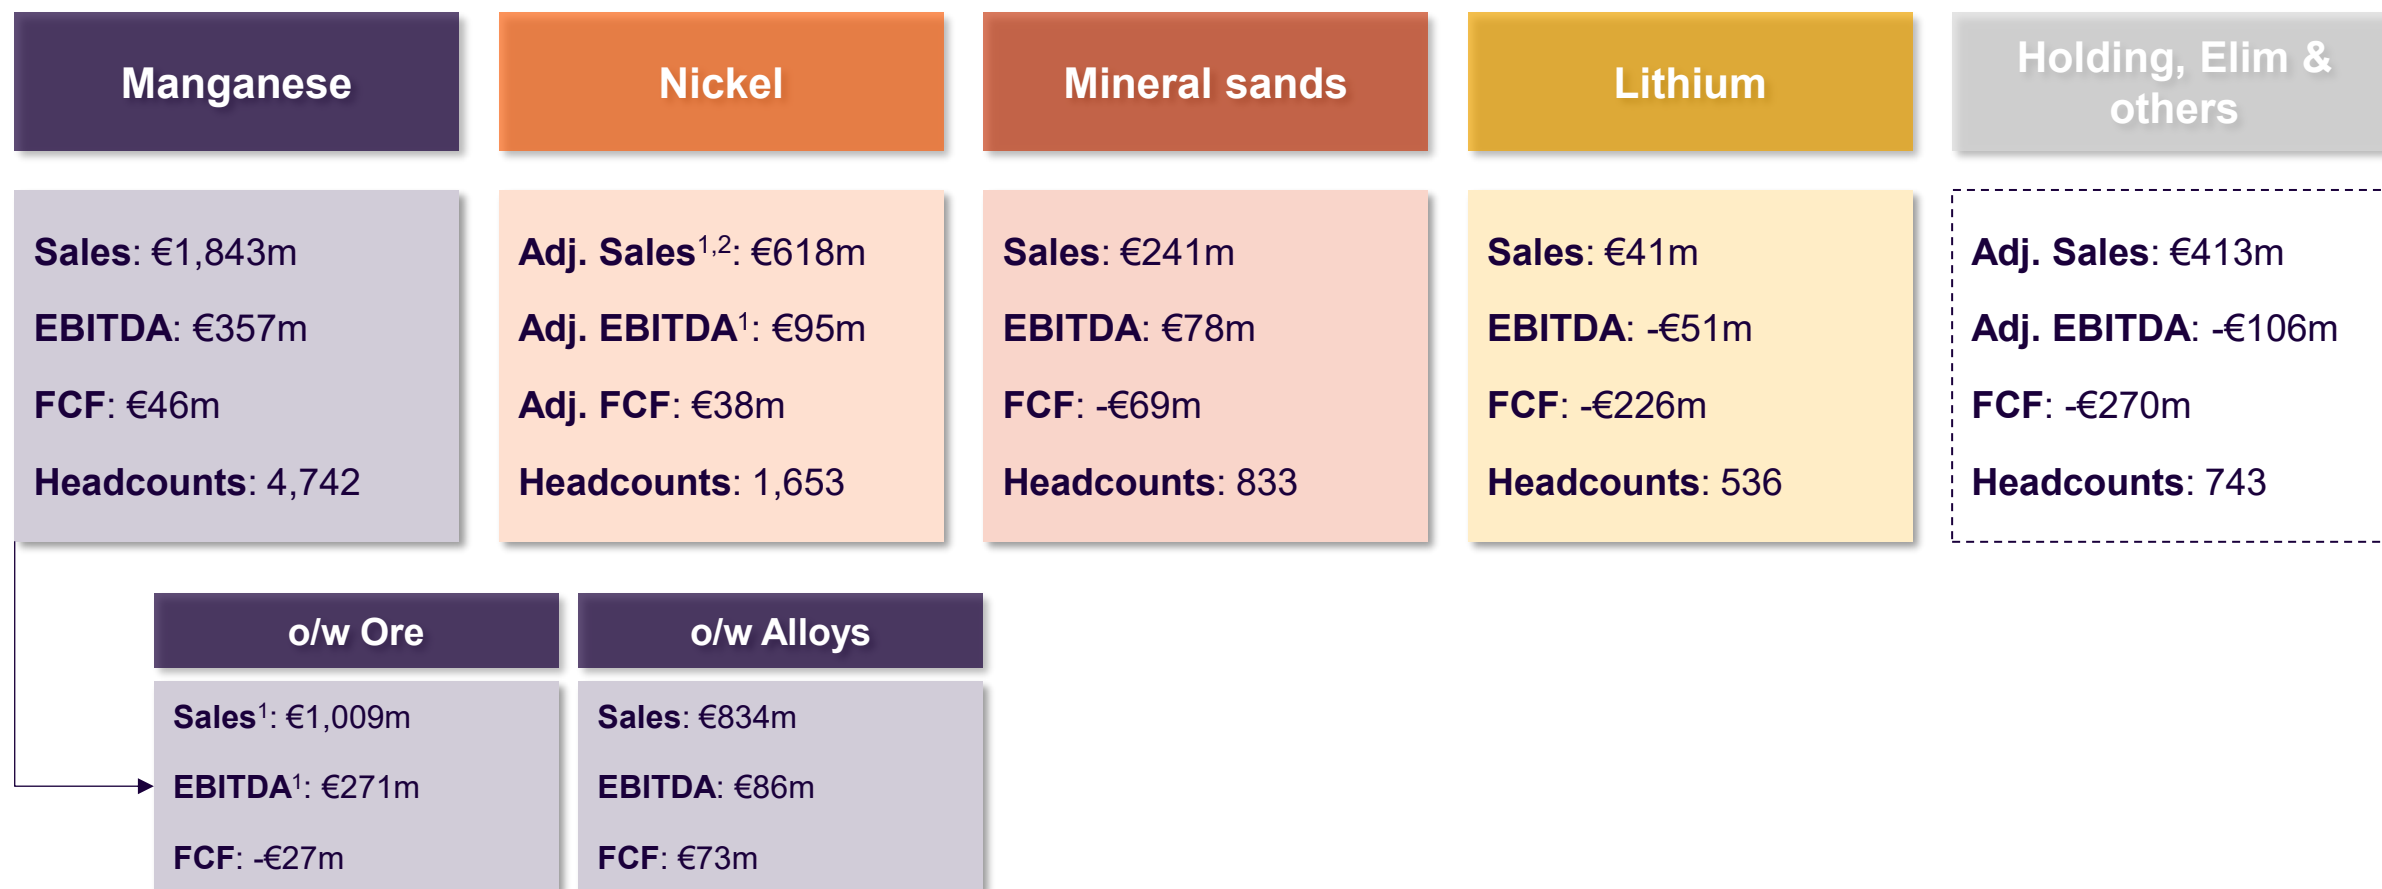 Manganese
Sales: €1,843m
EBITDA: €357m
FCF: €46m
Headcounts: 4,742
Nickel
Adj. Sales1,2: €618m
Adj. EBITDA1: €95m
Adj. FCF: €38m
Headcounts: 1,653
Mineral sands
Sales: €241m
EBITDA: €78m
FCF: -€69m
Headcounts: 833
Lithium
Sales: €41m
EBITDA: -€51m
FCF: -€226m
Headcounts: 536
Holding, Elim &
others
Adj. Sales: €413m
Adj. EBITDA: -€106m
FCF: -€270m
Headcounts: 743
o/w Ore
Sales1: €1,009m
EBITDA1: €271m
FCF: -€27m
o/w Alloys
Sales: €834m
EBITDA: €86m
FCF: €73m